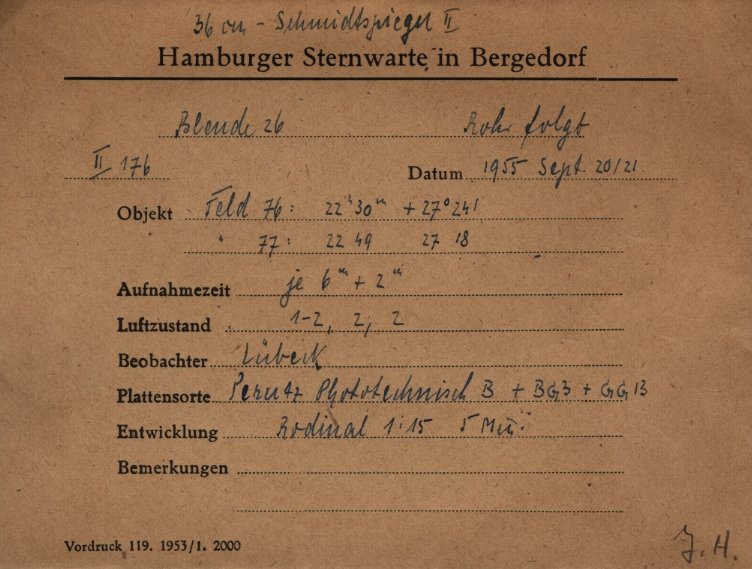 36 cm - Schmidtspiegel II
Hamburger Sternwarte in Bergedorf
Blende 26 Rohr folgt
II 176 Datum 1955 Sept. 20/21
Objekt Feld 76: 22ʰ30ᵐ +27°24'
" 77: 22 49 27 18
Aufnahmezeit je 6ᵐ + 2ᵐ
Luftzustand 1-2, 2, 2
Beobachter Lübeck
Plattensorte Perutz Phototechnisch B + BG3 + GG13
Entwicklung Rodinal 1:15 5 Min.
Bemerkungen
Vordruck 119. 1953/1. 2000
J.H.